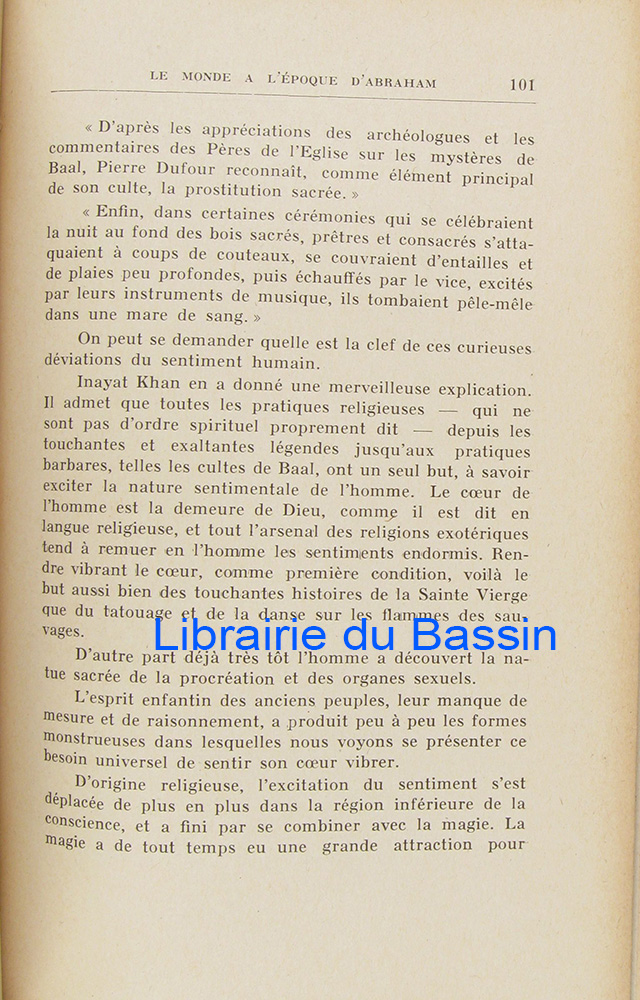 LE MONDE A L'ÉPOQUE D'ABRAHAM 101
« D'après les appréciations des archéologues et les
commentaires des Pères de l'Eglise sur les mystères de
Baal, Pierre Dufour reconnaît, comme élément principal
de son culte, la prostitution sacrée. »
« Enfin, dans certaines cérémonies qui se célébraient
la nuit au fond des bois sacrés, prêtres et consacrés s'atta-
quaient à coups de couteaux, se couvraient d'entailles et
de plaies peu profondes, puis échauffés par le vice, excités
par leurs instruments de musique, ils tombaient pêle-mêle
dans une mare de sang. »
On peut se demander quelle est la clef de ces curieuses
déviations du sentiment humain.
Inayat Khan en a donné une merveilleuse explication.
Il admet que toutes les pratiques religieuses — qui ne
sont pas d'ordre spirituel proprement dit — depuis les
touchantes et exaltantes légendes jusqu'aux pratiques
barbares, telles les cultes de Baal, ont un seul but, à savoir
exciter la nature sentimentale de l'homme. Le cœur de
l'homme est la demeure de Dieu, comme il est dit en
langue religieuse, et tout l'arsenal des religions exotériques
tend à remuer en l'homme les sentiments endormis. Ren-
dre vibrant le cœur, comme première condition, voilà le
but aussi bien des touchantes histoires de la Sainte Vierge
que du tatouage et de la danse sur les flammes des sau-
vages.
Librairie du Bassin
D'autre part déjà très tôt l'homme a découvert la na-
tue sacrée de la procréation et des organes sexuels.
L'esprit enfantin des anciens peuples, leur manque de
mesure et de raisonnement, a produit peu à peu les formes
monstrueuses dans lesquelles nous voyons se présenter ce
besoin universel de sentir son cœur vibrer.
D'origine religieuse, l'excitation du sentiment s'est
déplacée de plus en plus dans la région inférieure de la
conscience, et a fini par se combiner avec la magie. La
magie a de tout temps eu une grande attraction pour